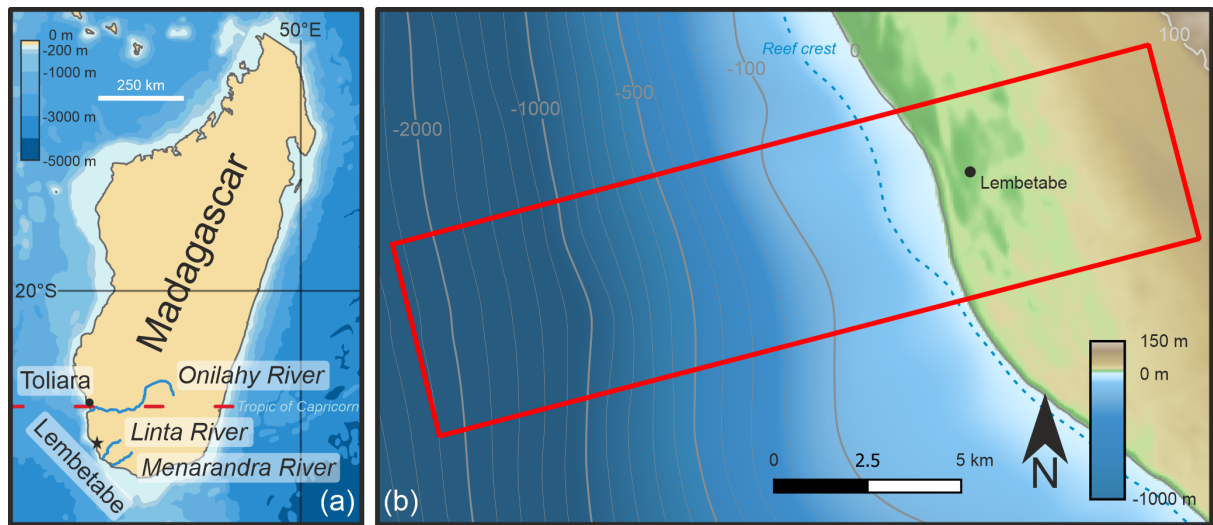 0 m
-200 m
-1000 m
-3000 m
-5000 m
250 km
50°E
Madagascar
20°S
Toliara
Onilahy River
Tropic of Capricorn
Linta River
Lembetabe
Menarandra River
(a)
Reef crest
0
100
-100
-500
-1000
-2000
Lembetabe
150 m
0 m
-1000 m
0
2.5
5 km
N
(b)